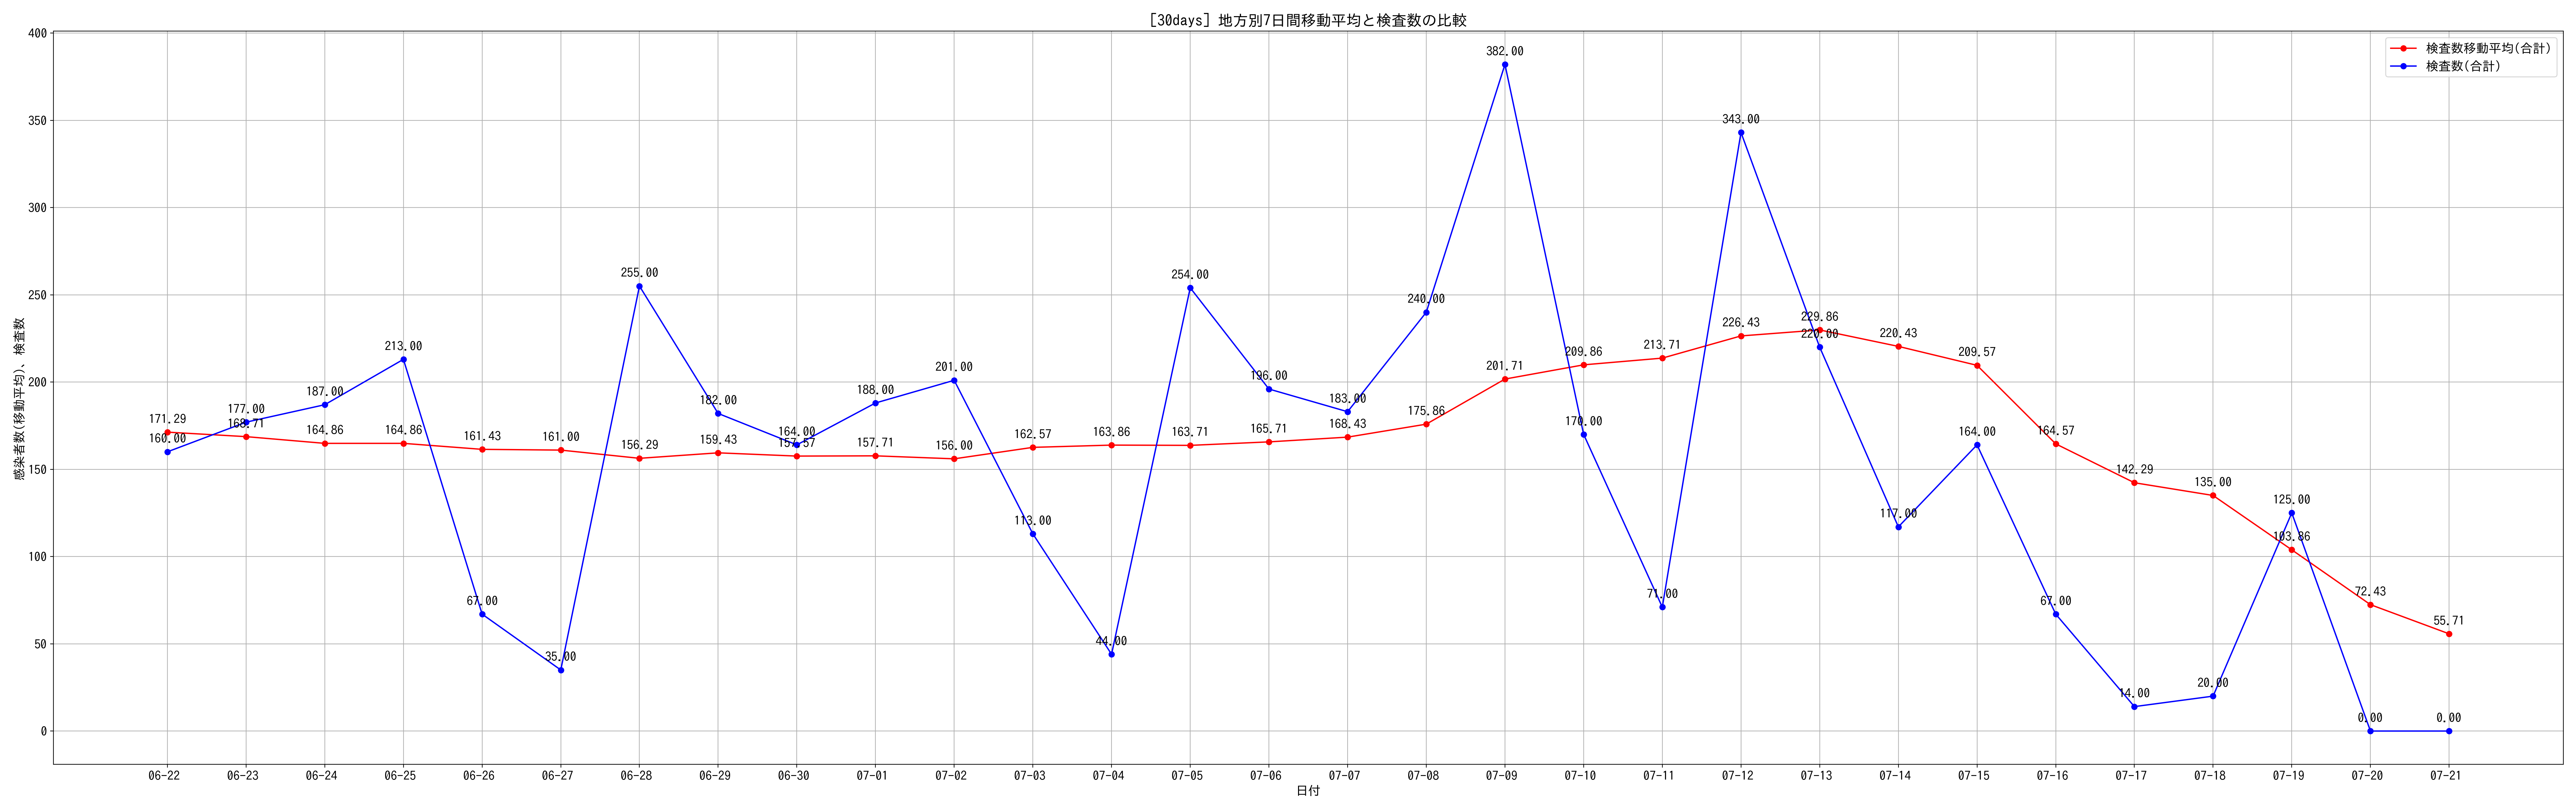 [30days] 地方別7日間移動平均と検査数の比較
検査数移動平均(合計)
検査数(合計)
感染者数(移動平均)、検査数
400
350
300
250
200
150
100
50
0
171.29 168.71 164.86 164.86 161.43 161.00 156.29 159.43 157.57 157.71 156.00 162.57 163.86 163.71 165.71 168.43 175.86 201.71 209.86 213.71 226.43 229.86 220.43 209.57 164.57 142.29 135.00 103.86 72.43 55.71
160.00 177.00 187.00 213.00 67.00 35.00 255.00 182.00 164.00 188.00 201.00 113.00 44.00 254.00 196.00 183.00 240.00 382.00 170.00 71.00 343.00 220.00 117.00 164.00 67.00 14.00 20.00 125.00 0.00 0.00
06-22 06-23 06-24 06-25 06-26 06-27 06-28 06-29 06-30 07-01 07-02 07-03 07-04 07-05 07-06 07-07 07-08 07-09 07-10 07-11 07-12 07-13 07-14 07-15 07-16 07-17 07-18 07-19 07-20 07-21
日付